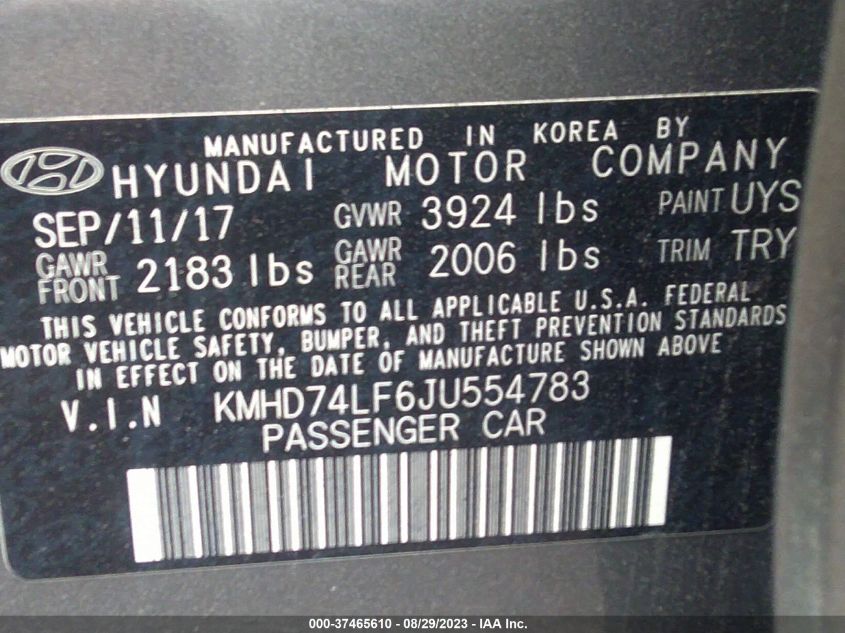 MANUFACTURED IN KOREA BY
HYUNDAI MOTOR COMPANY
SEP/11/17 GVWR 3924 lbs PAINT UYS
GAWR FRONT 2183 lbs GAWR REAR 2006 lbs TRIM TRY
THIS VEHICLE CONFORMS TO ALL APPLICABLE U.S.A. FEDERAL
MOTOR VEHICLE SAFETY, BUMPER, AND THEFT PREVENTION STANDARDS
IN EFFECT ON THE DATE OF MANUFACTURE SHOWN ABOVE
V.I.N KMHD74LF6JU554783
PASSENGER CAR
000-37465610 - 08/29/2023 - IAA Inc.